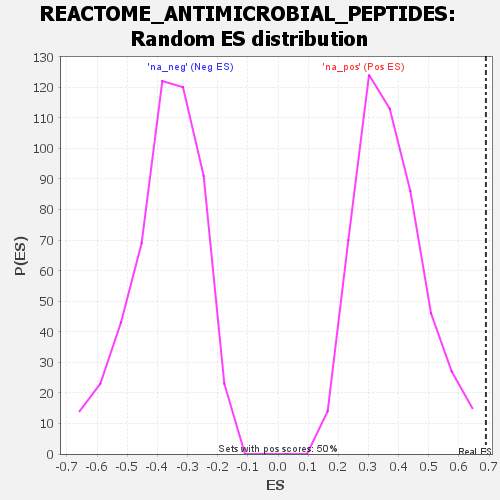 REACTOME_ANTIMICROBIAL_PEPTIDES:
Random ES distribution
'na_neg' (Neg ES) 'na_pos' (Pos ES)
130
120
110
100
90
80
70
60
50
40
30
20
10
0
P(ES)
Sets with pos scores: 50%
Real ES
-0.7 -0.6 -0.5 -0.4 -0.3 -0.2 -0.1 0.0 0.1 0.2 0.3 0.4 0.5 0.6 0.7
ES